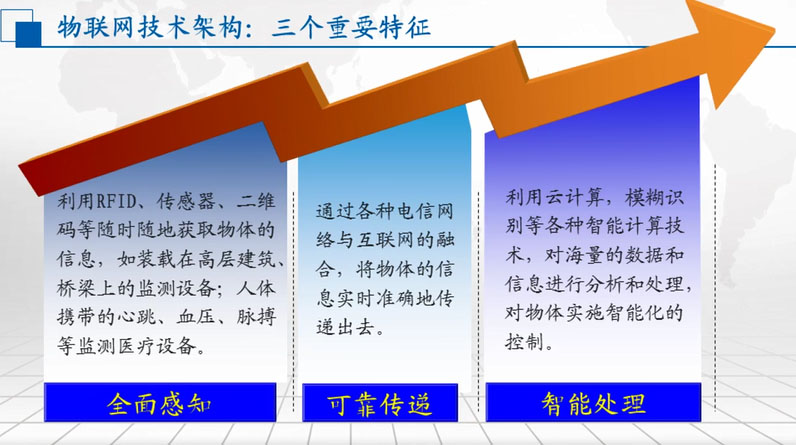 物联网技术架构：三个重要特征
利用RFID、传感器、二维
码等随时随地获取物体的
信息，如装载在高层建筑、
桥梁上的监测设备；人体
携带的心跳、血压、脉搏
等监测医疗设备。
全面感知
通过各种电信网
络与互联网的融
合，将物体的信
息实时准确地传
递出去。
可靠传递
利用云计算，模糊识
别等各种智能计算技
术，对海量的数据和
信息进行分析和处理，
对物体实施智能化的
控制。
智能处理